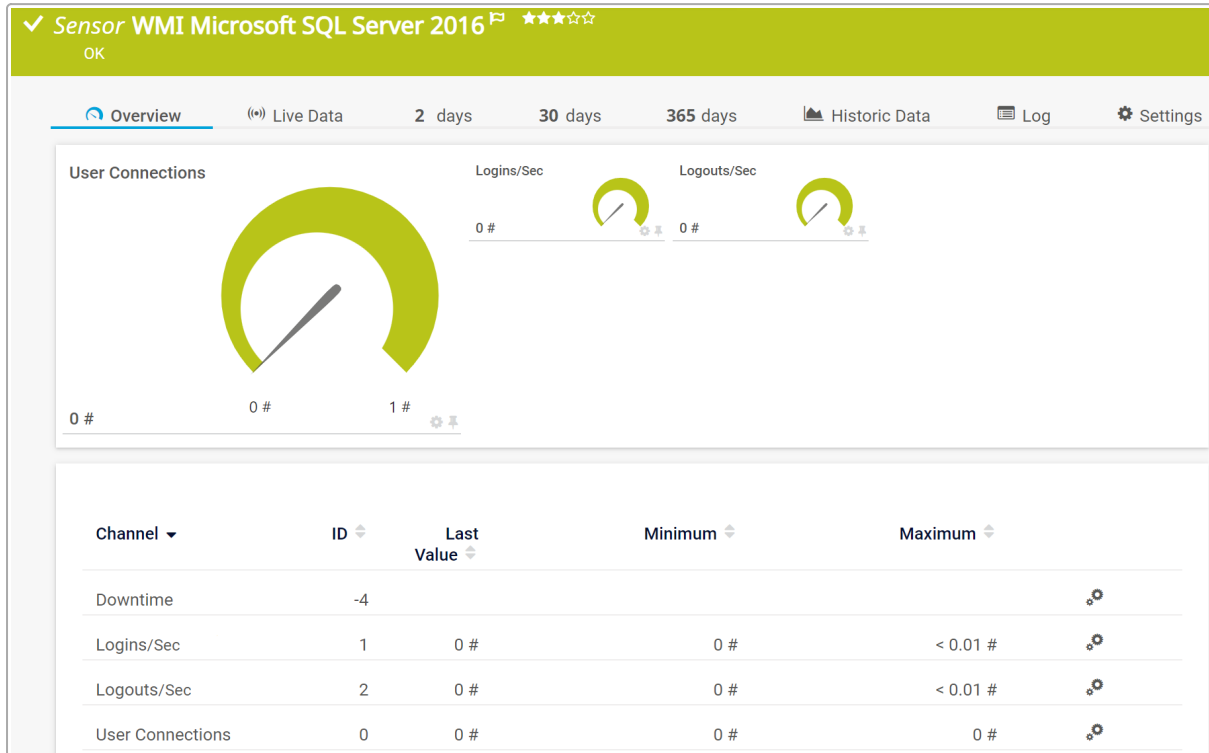 Sensor WMI Microsoft SQL Server 2016
OK
Overview Live Data 2 days 30 days 365 days Historic Data Log Settings
User Connections
Logins/Sec
Logouts/Sec
0 #
0 #
0 # 1 #
0 #
Channel ID Last Value Minimum Maximum
Downtime -4
Logins/Sec 1 0 # 0 # < 0.01 #
Logouts/Sec 2 0 # 0 # < 0.01 #
User Connections 0 0 # 0 # 0 #